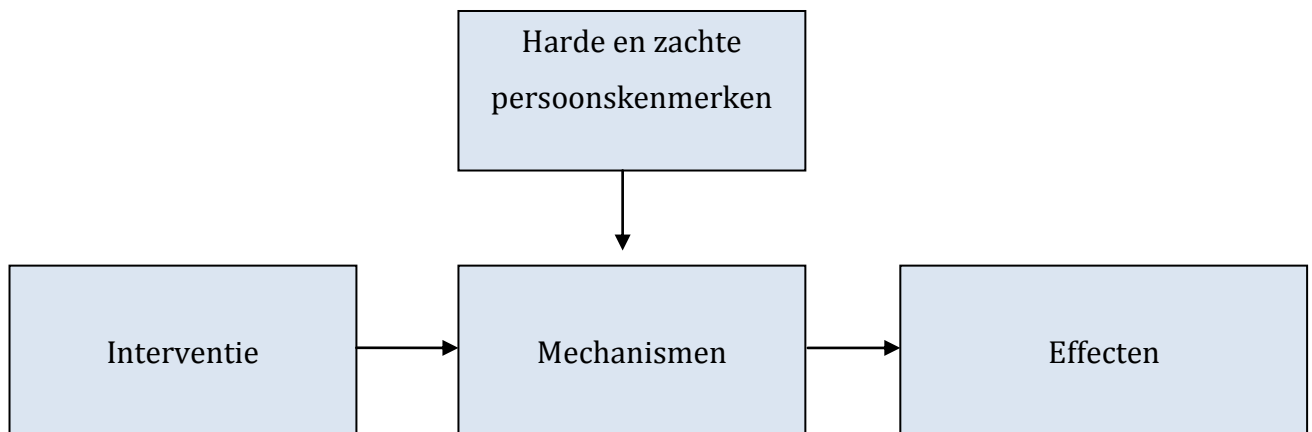 Harde en zachte
persoonskenmerken
Interventie
Mechanismen
Effecten